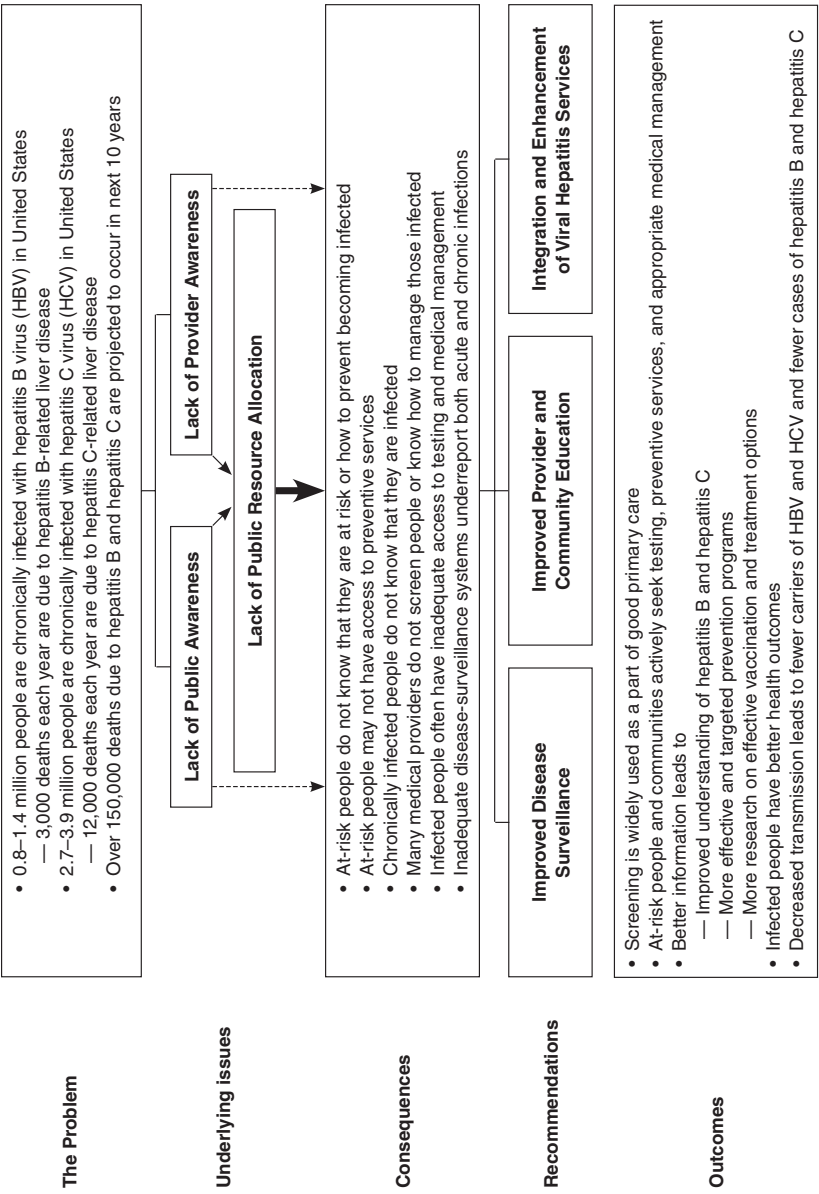 The Problem
• 0.8–1.4 million people are chronically infected with hepatitis B virus (HBV) in United States
— 3,000 deaths each year are due to hepatitis B-related liver disease
• 2.7–3.9 million people are chronically infected with hepatitis C virus (HCV) in United States
— 12,000 deaths each year are due to hepatitis C-related liver disease
• Over 150,000 deaths due to hepatitis B and hepatitis C are projected to occur in next 10 years
Underlying issues
Lack of Public Awareness
Lack of Provider Awareness
Lack of Public Resource Allocation
Consequences
• At-risk people do not know that they are at risk or how to prevent becoming infected
• At-risk people may not have access to preventive services
• Chronically infected people do not know that they are infected
• Many medical providers do not screen people or know how to manage those infected
• Infected people often have inadequate access to testing and medical management
• Inadequate disease-surveillance systems underreport both acute and chronic infections
Recommendations
Improved Disease
Surveillance
Improved Provider and
Community Education
Integration and Enhancement
of Viral Hepatitis Services
Outcomes
• Screening is widely used as a part of good primary care
• At-risk people and communities actively seek testing, preventive services, and appropriate medical management
• Better information leads to
— Improved understanding of hepatitis B and hepatitis C
— More effective and targeted prevention programs
— More research on effective vaccination and treatment options
• Infected people have better health outcomes
• Decreased transmission leads to fewer carriers of HBV and HCV and fewer cases of hepatitis B and hepatitis C